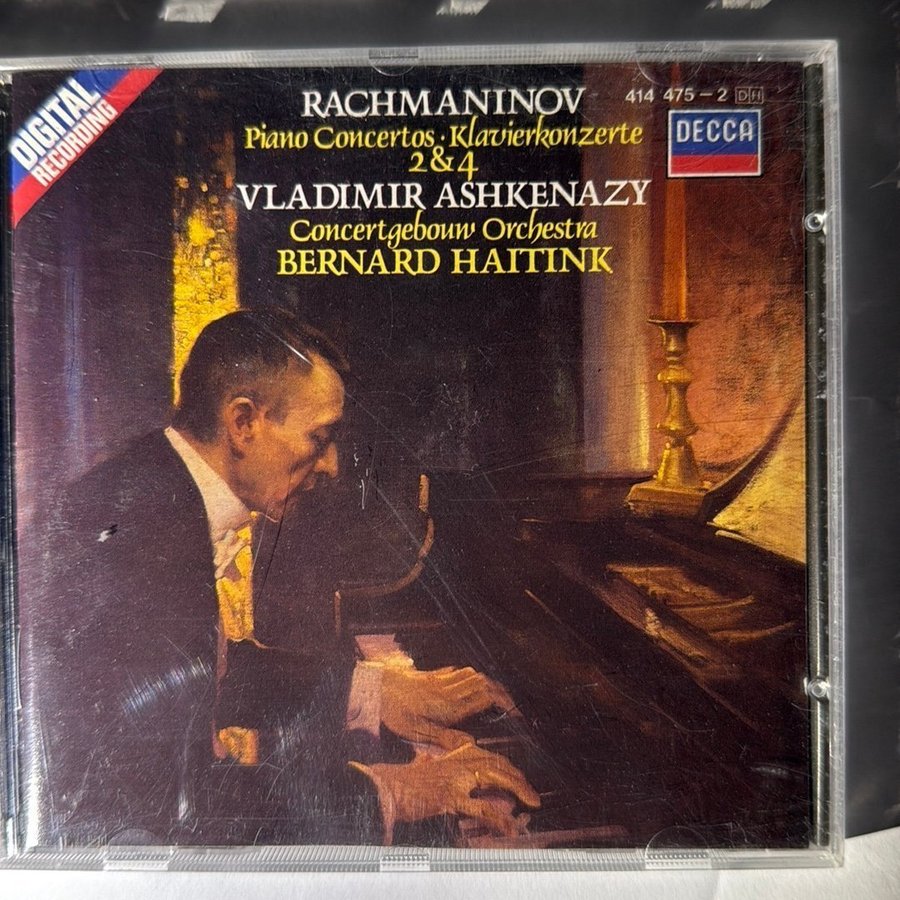 DIGITAL
RECORDING
RACHMANINOV
414 475-2 DH
Piano Concertos · Klavierkonzerte
2 & 4
DECCA
VLADIMIR ASHKENAZY
Concertgebouw Orchestra
BERNARD HAITINK